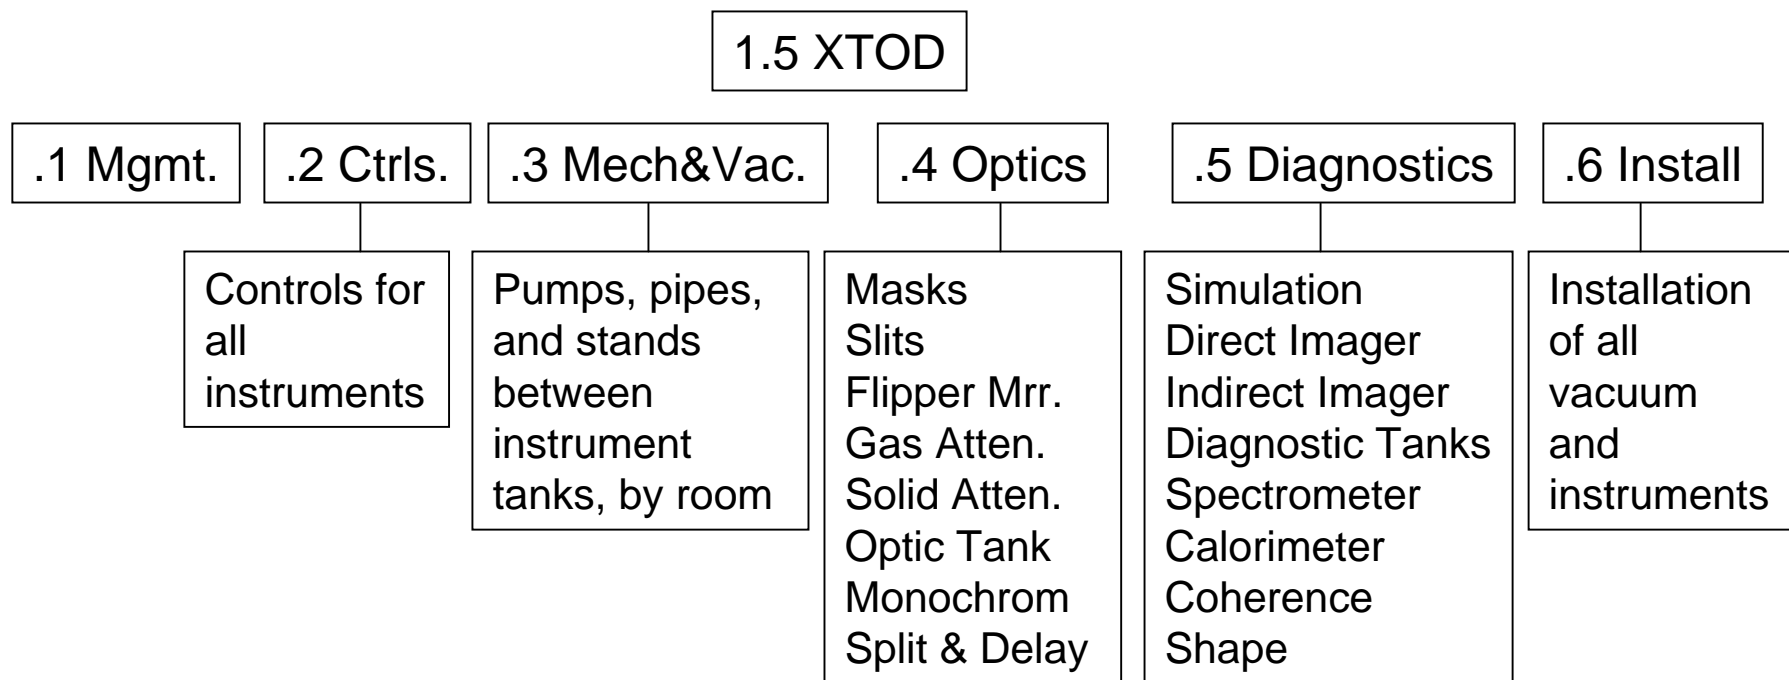 1.5 XTOD
.1 Mgmt.
.2 Ctrls.
.3 Mech&Vac.
.4 Optics
.5 Diagnostics
.6 Install
Controls for
all
instruments
Pumps, pipes,
and stands
between
instrument
tanks, by room
Masks
Slits
Flipper Mrr.
Gas Atten.
Solid Atten.
Optic Tank
Monochrom
Split & Delay
Simulation
Direct Imager
Indirect Imager
Diagnostic Tanks
Spectrometer
Calorimeter
Coherence
Shape
Installation
of all
vacuum
and
instruments